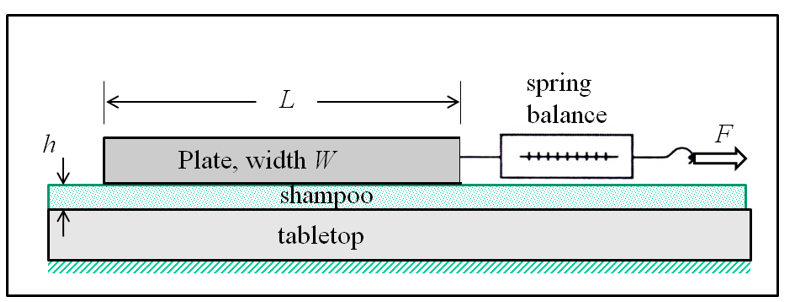 L
spring
balance
h
F
Plate, width W
shampoo
tabletop